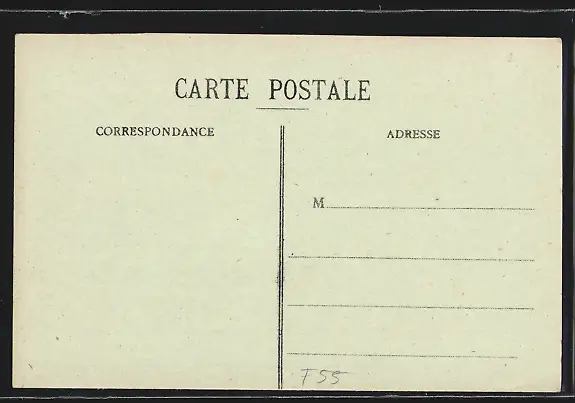 CARTE POSTALE
CORRESPONDANCE
ADRESSE
M
F55